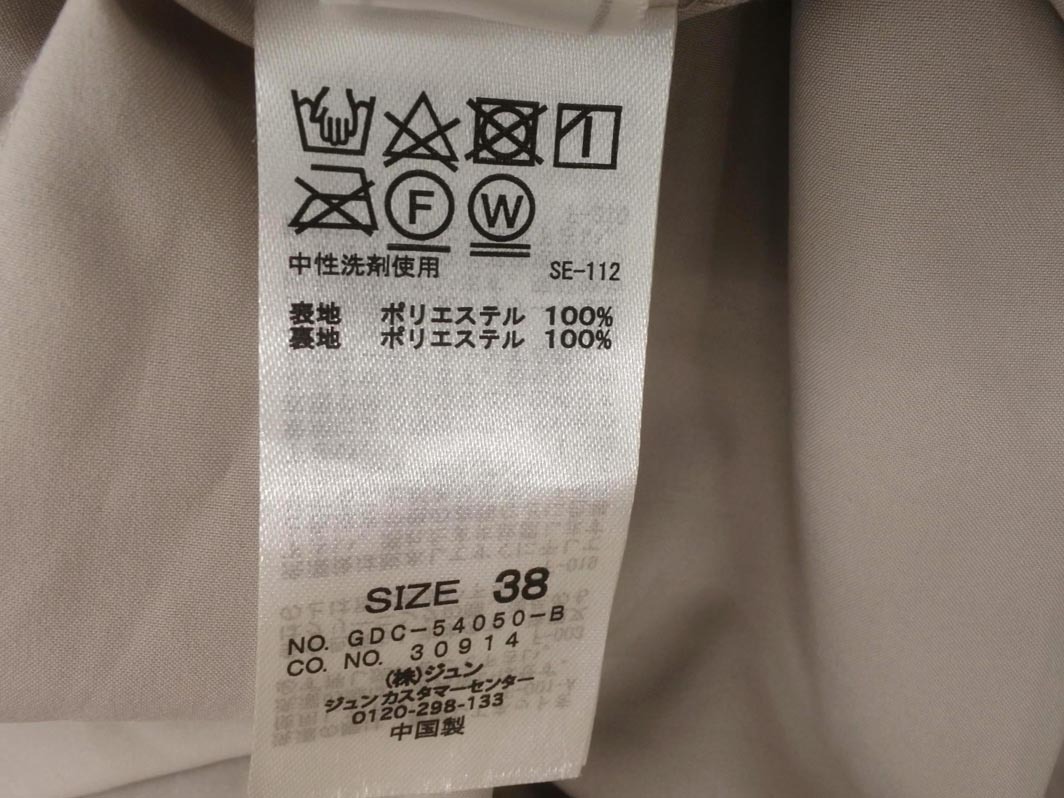 F W
中性洗剤使用 SE-112
表地 ポリエステル 100%
裏地 ポリエステル 100%
SIZE 38
NO. GDC-54050-B
CO. NO. 30914
(株)ジュン
ジュンカスタマーセンター
0120-298-133
中国製